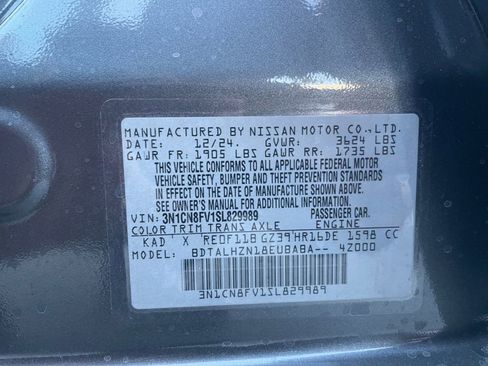 MANUFACTURED BY NISSAN MOTOR CO.,LTD.
DATE: 12/24. GVWR: 3624 LBS
GAWR FR: 1905 LBS GAWR RR: 1735 LBS
THIS VEHICLE CONFORMS TO ALL APPLICABLE FEDERAL MOTOR
VEHICLE SAFETY, BUMPER AND THEFT PREVENTION STANDARDS
IN EFFECT ON THE DATE OF MANUFACTURE SHOWN ABOVE.
SEE OWNER'S MANUAL FOR ADDITIONAL INFORMATION.
VIN: 3N1CN8FV1SL829989 PASSENGER CAR.
COLOR TRIM TRANS AXLE ENGINE
KAD X RE0F11B GZ39 HR16DE 1598 CC
MODEL: BDTALHZN18EUBABA-- 4Z000
3N1CN8FV1SL829989